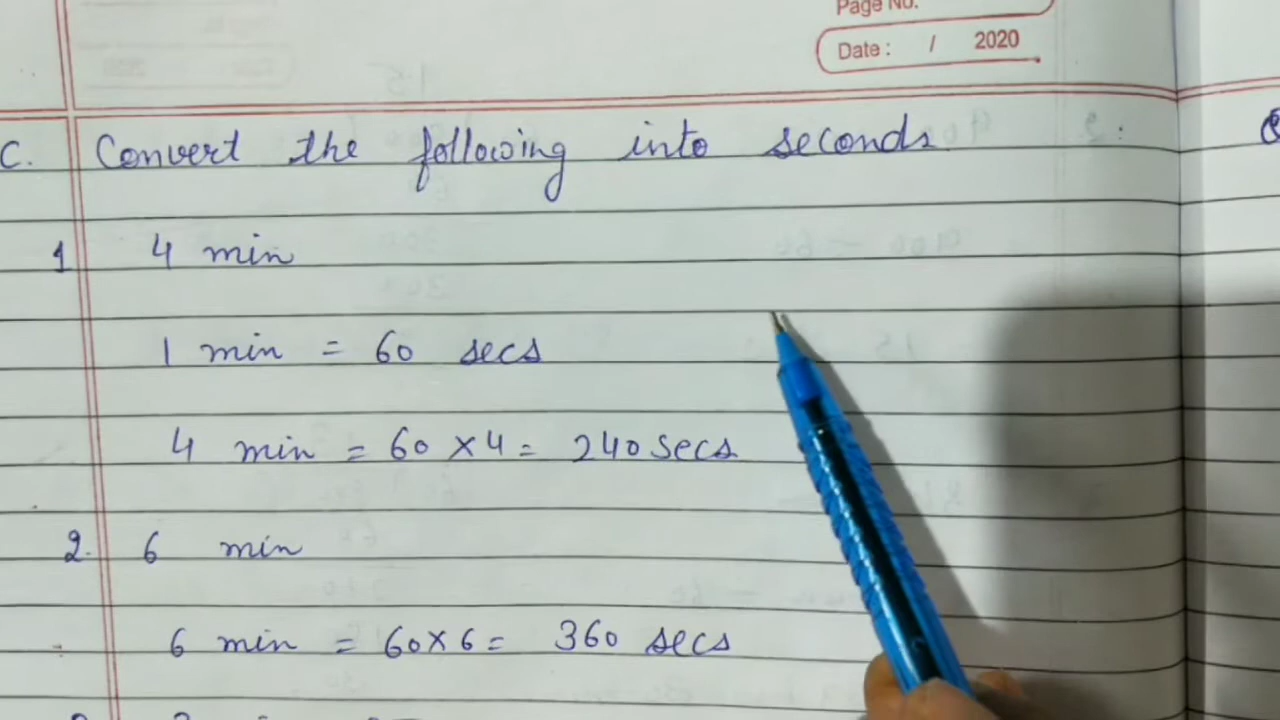 Page No.
Date: / 2020
C. Convert the following into seconds
1 4 min
1 min = 60 secs
4 min = 60 × 4 = 240 secs
2. 6 min
6 min = 60 × 6 = 360 secs